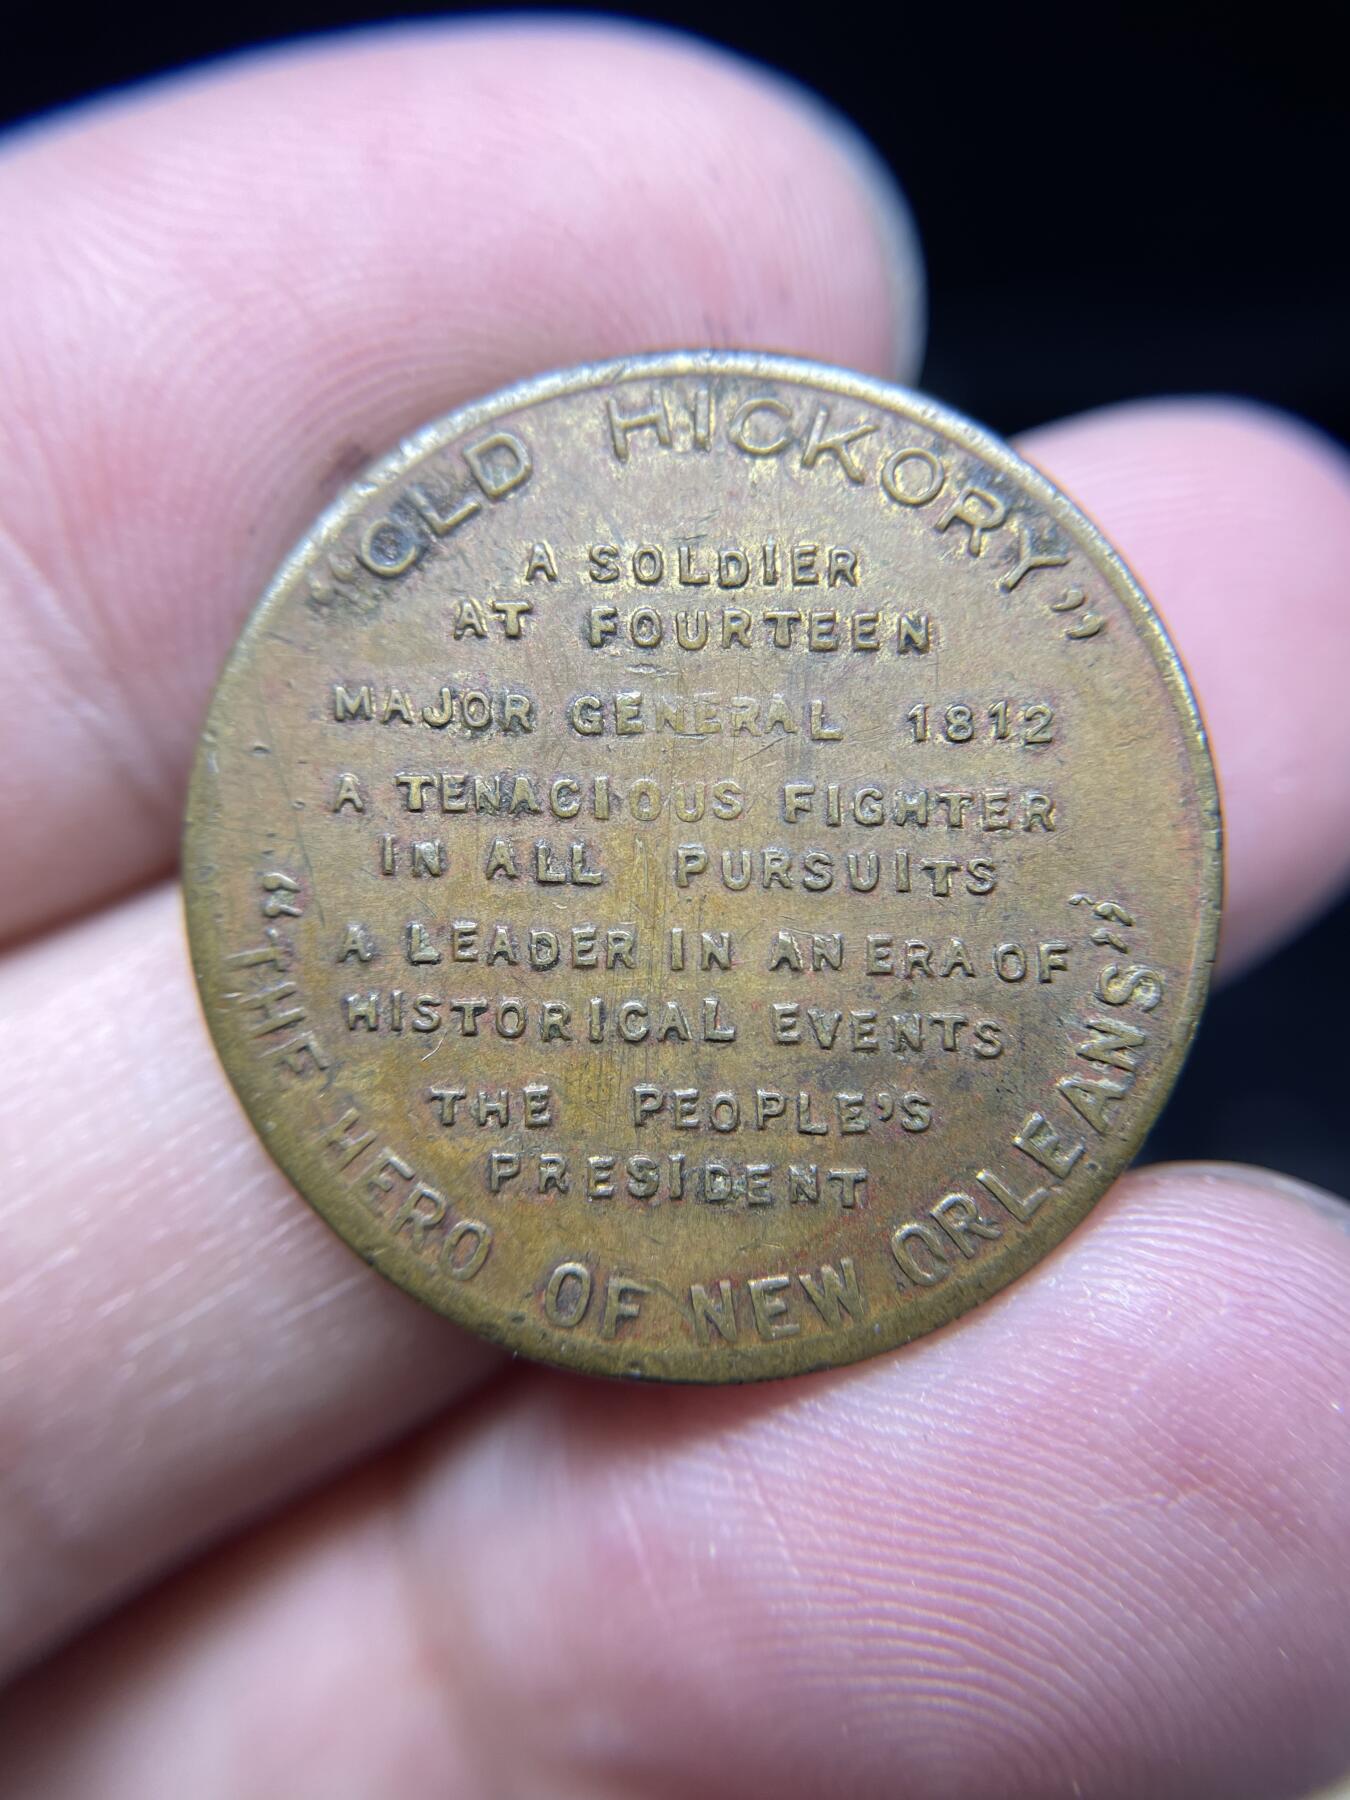 "OLD HICKORY"
A SOLDIER
AT FOURTEEN
MAJOR GENERAL 1812
A TENACIOUS FIGHTER
IN ALL PURSUITS
A LEADER IN AN ERA OF
HISTORICAL EVENTS
THE PEOPLE'S
PRESIDENT
"THE HERO OF NEW ORLEANS"